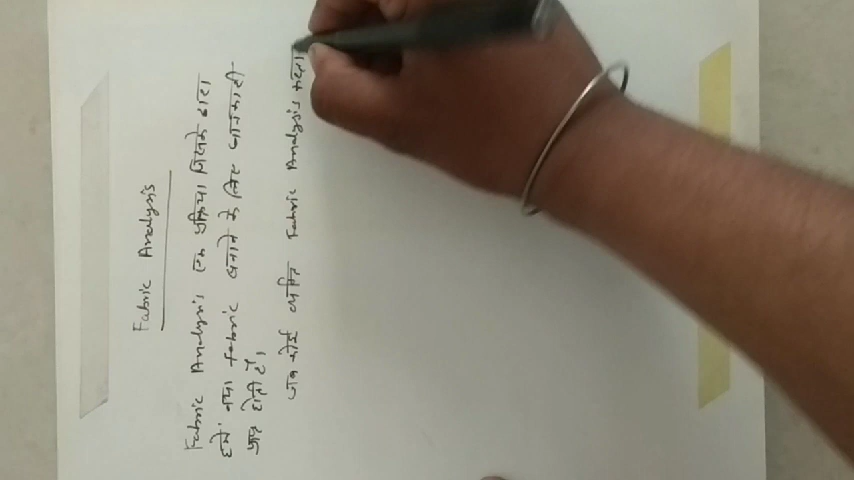 Fabric Analysis
Fabric Analysis एक प्रक्रिया जिसके द्वारा
हमें नया fabric बनाने के लिए जानकारी
प्राप्त होती है।
जब कोई व्यक्ति Fabric Analysis